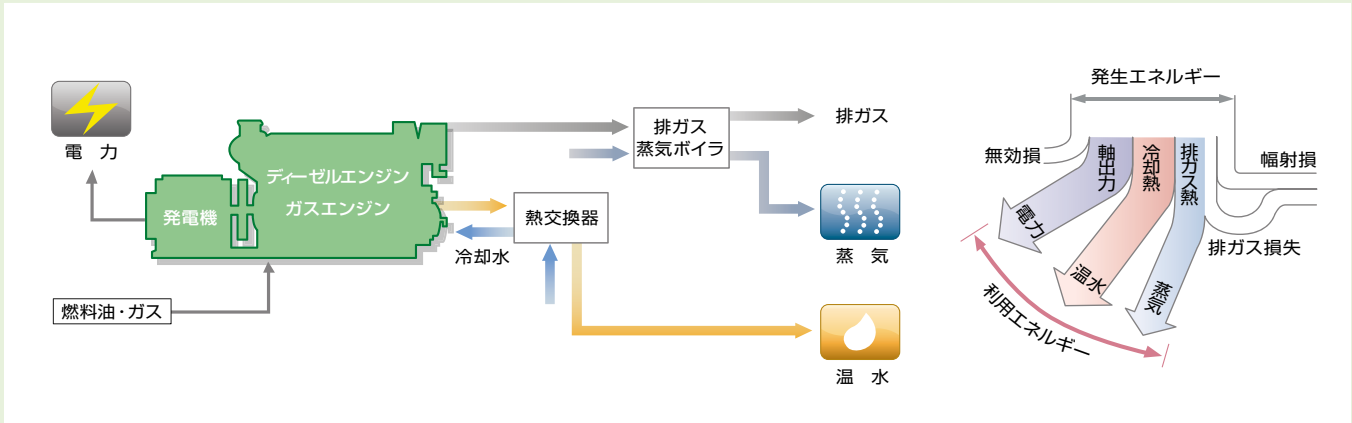 電 力
発電機
ディーゼルエンジン
ガスエンジン
燃料油・ガス
冷却水
熱交換器
排ガス
蒸気ボイラ
排ガス
蒸 気
温 水
発生エネルギー
無効損
軸出力
冷却熱
排ガス熱
幅射損
電力
温水
蒸気
排ガス損失
利用エネルギー